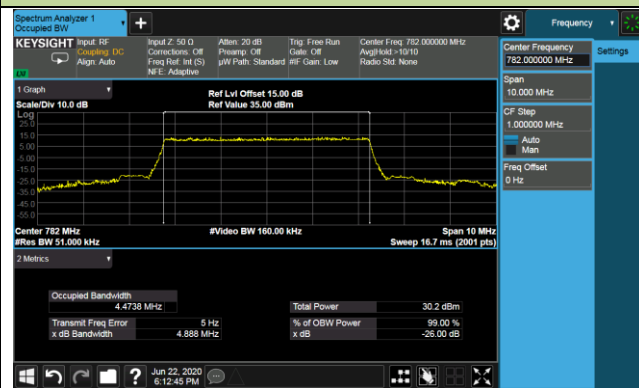 Spectrum Analyzer 1
Occupied BW
Frequency
KEYSIGHT
Input: RF
Coupling: DC
Align: Auto
Input Z: 50 Ω
Corrections: Off
Freq Ref: Int (S)
NFE: Adaptive
Atten: 20 dB
Preamp: Off
µW Path: Standard
Trig: Free Run
Gate: Off
#IF Gain: Low
Center Freq: 782.000000 MHz
Avg|Hold:>10/10
Radio Std: None
LXI
Center Frequency
782.000000 MHz
Settings
Span
10.000 MHz
CF Step
1.000000 MHz
Auto
Man
Freq Offset
0 Hz
1 Graph
Scale/Div 10.0 dB
Ref Lvl Offset 15.00 dB
Ref Value 35.00 dBm
Log
25.0
15.0
5.00
-5.00
-15.0
-25.0
-35.0
-45.0
-55.0
Center 782 MHz
#Res BW 51.000 kHz
#Video BW 160.00 kHz
Span 10 MHz
Sweep 16.7 ms (2001 pts)
2 Metrics
Occupied Bandwidth
4.4738 MHz
Total Power 30.2 dBm
Transmit Freq Error 5 Hz
% of OBW Power 99.00 %
x dB Bandwidth 4.888 MHz
x dB -26.00 dB
Jun 22, 2020
6:12:45 PM